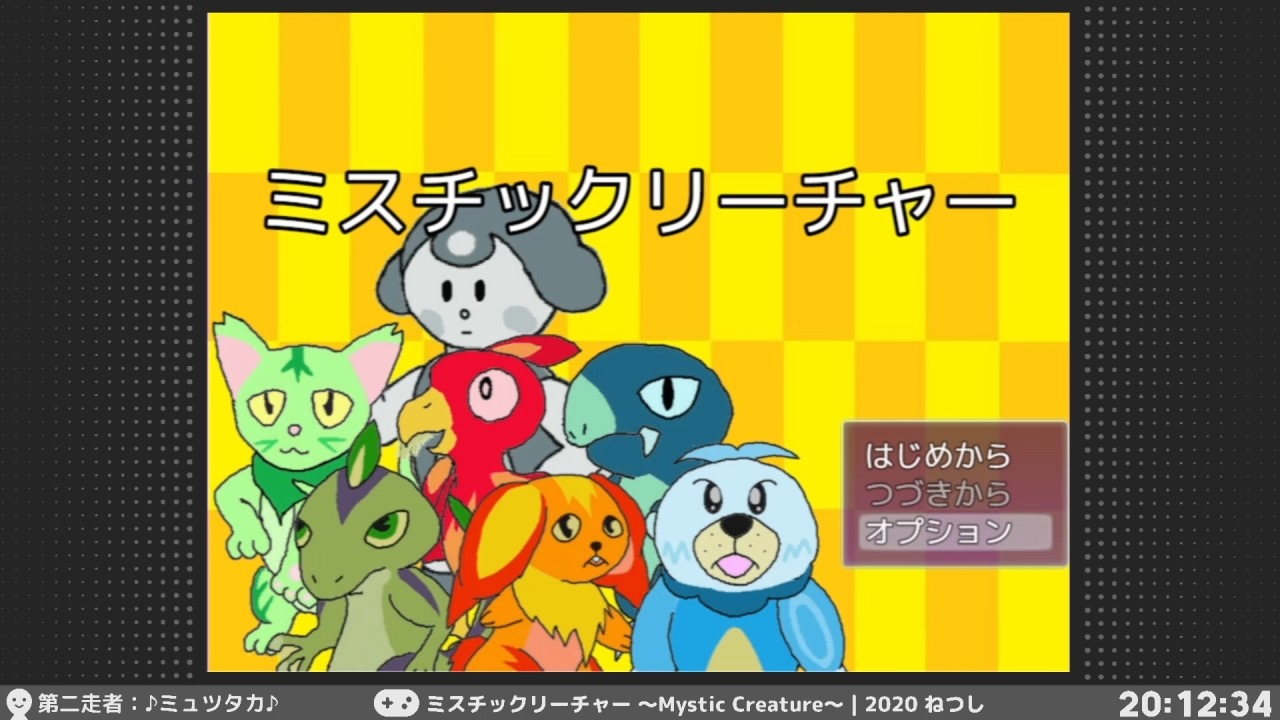 ミスチックリーチャー
はじめから
つづきから
オプション
第二走者：♪ミュツタカ♪
ミスチックリーチャー ～Mystic Creature～ | 2020 ねつし
20:12:34